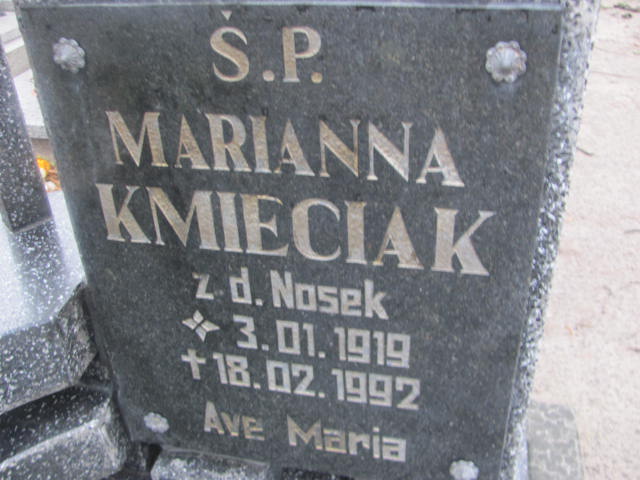 Ś.P.
MARIANNA
KMIECIAK
z d. Nosek
3.01.1919
✝18.02.1992
Ave Maria